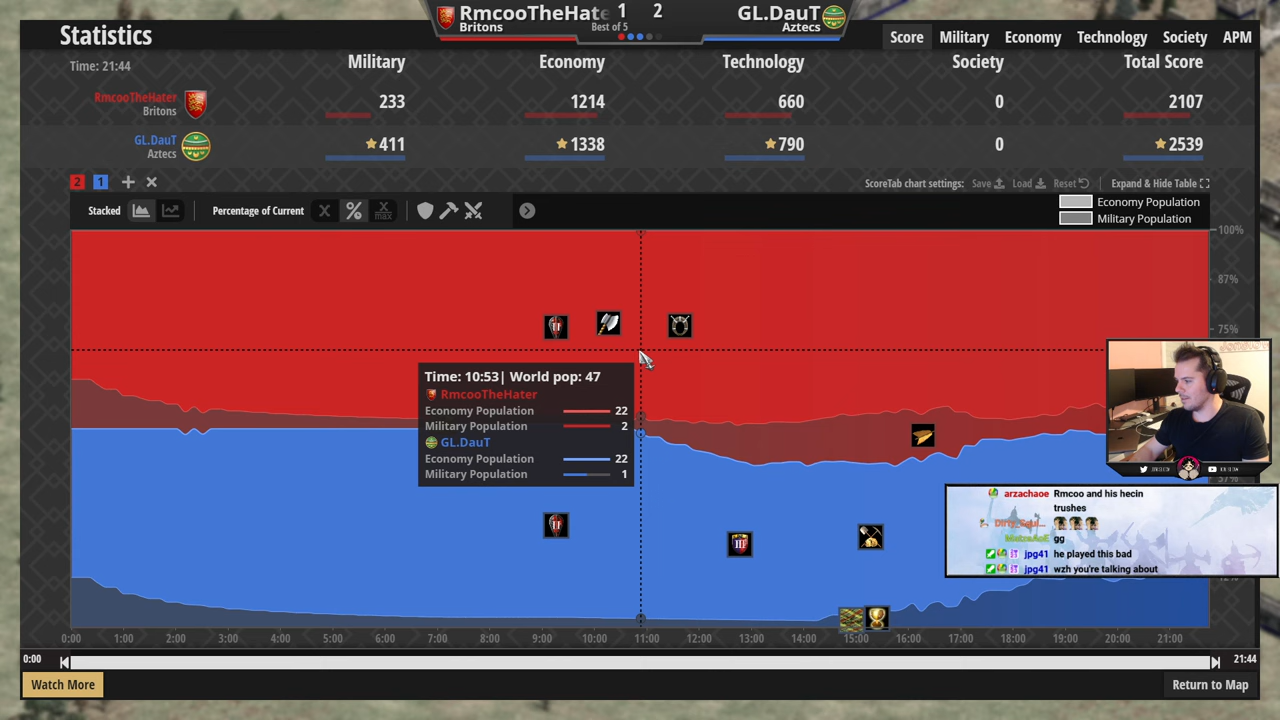 RmcooTheHate
Britons
1 2
Best of 5
GL.DauT
Aztecs
Statistics
Score Military Economy Technology Society APM
Time: 21:44
Military Economy Technology Society Total Score
RmcooTheHater
Britons
233 1214 660 0 2107
GL.DauT
Aztecs
411 1338 790 0 2539
2 1
ScoreTab chart settings: Save Load Reset Expand & Hide Table
Stacked Percentage of Current X % X max
Economy Population
Military Population
100%
87%
75%
Time: 10:53| World pop: 47
RmcooTheHater
Economy Population 22
Military Population 2
GL.DauT
Economy Population 22
Military Population 1
37%
12%
arzachaoe Rmcoo and his hecin
trushes
gg
jpg41 he played this bad
jpg41 wzh you're talking about
0:00 1:00 2:00 3:00 4:00 5:00 6:00 7:00 8:00 9:00 10:00 11:00 12:00 13:00 14:00 15:00 16:00 17:00 18:00 19:00 20:00 21:00
0:00 21:44
Watch More Return to Map